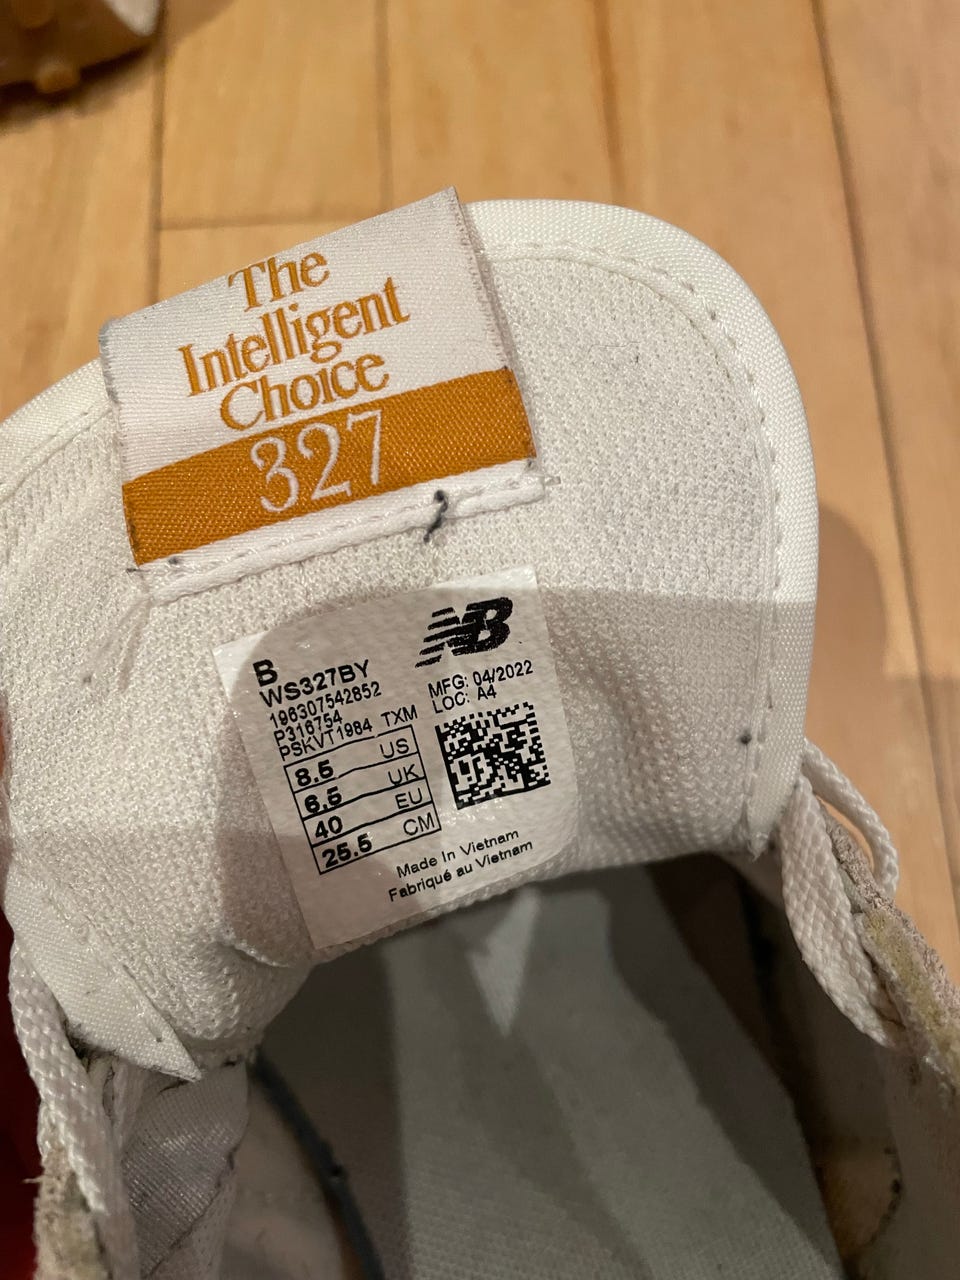 The
Intelligent
Choice
327
NB
B
WS327BY
196307542852
P316754
PSKVT1984 TXM
MFG: 04/2022
LOC: A4
8.5 US
6.5 UK
40 EU
25.5 CM
Made In Vietnam
Fabriqué au Vietnam